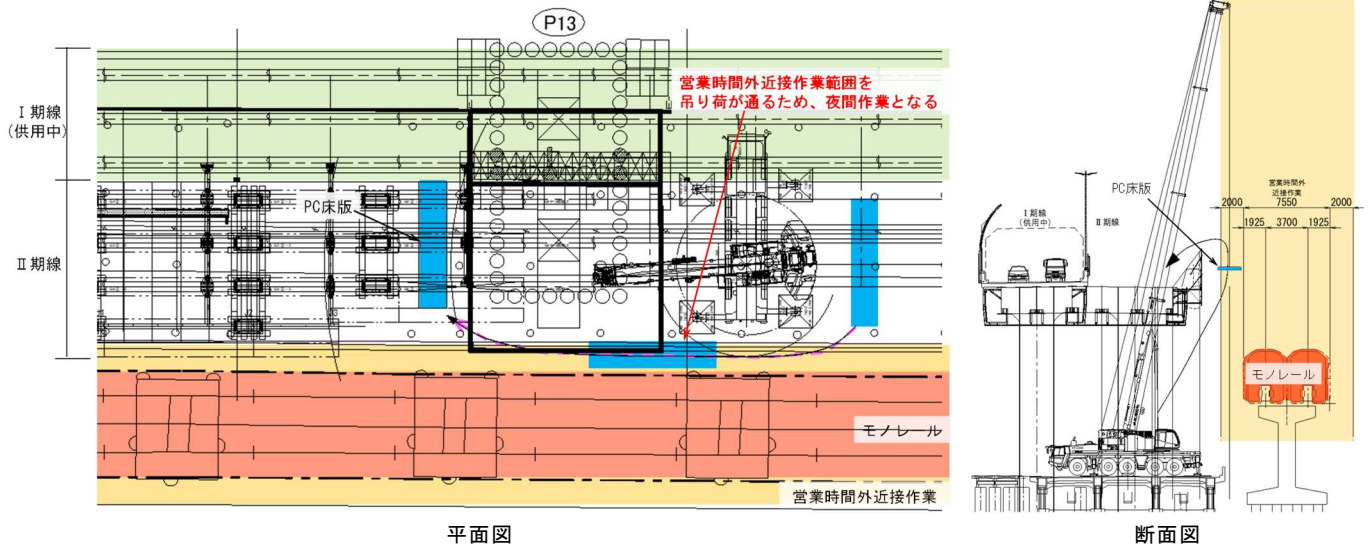 P13
Ⅰ期線
(供用中)
Ⅱ期線
PC床版
営業時間外近接作業範囲を
吊り荷が通るため、夜間作業となる
モノレール
営業時間外近接作業
平面図
Ⅰ期線
(供用中)
Ⅱ期線
PC床版
営業時間外
近接作業
2000
7550
2000
1925
3700
1925
モノレール
断面図